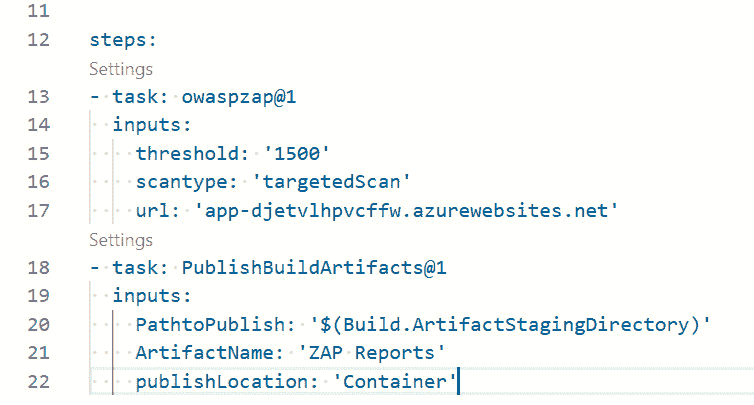 11
12 steps:
Settings
13 - task: owaspzap@1
14 inputs:
15 threshold: '1500'
16 scantype: 'targetedScan'
17 url: 'app-djetvlhpvcffw.azurewebsites.net'
Settings
18 - task: PublishBuildArtifacts@1
19 inputs:
20 PathtoPublish: '$(Build.ArtifactStagingDirectory)'
21 ArtifactName: 'ZAP Reports'
22 publishLocation: 'Container'